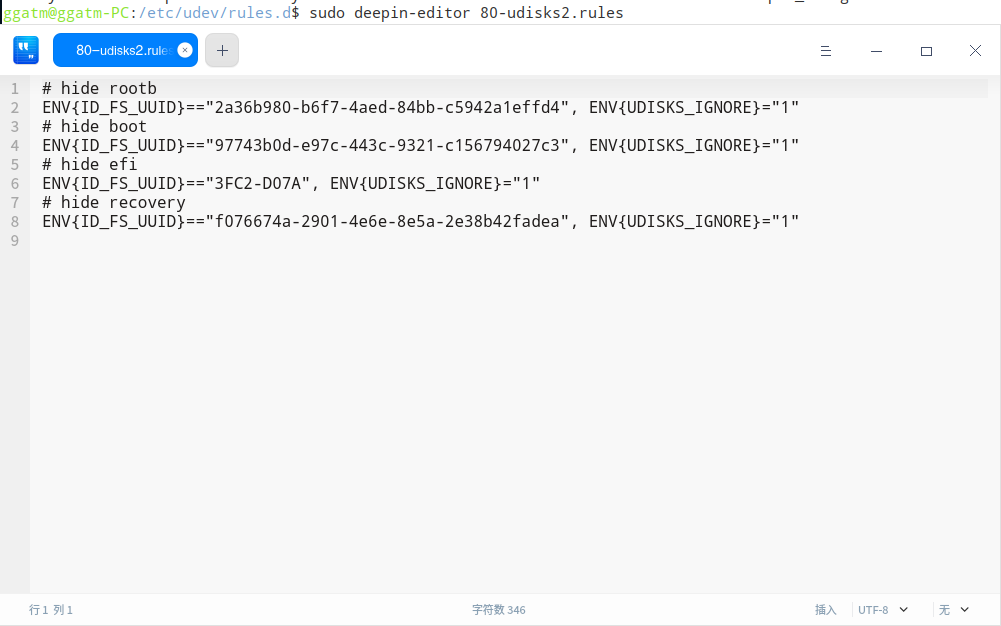 ggatm@ggatm-PC:/etc/udev/rules.d$ sudo deepin-editor 80-udisks2.rules
80-udisks2.rules
1 # hide rootb
2 ENV{ID_FS_UUID}=="2a36b980-b6f7-4aed-84bb-c5942a1effd4", ENV{UDISKS_IGNORE}="1"
3 # hide boot
4 ENV{ID_FS_UUID}=="97743b0d-e97c-443c-9321-c156794027c3", ENV{UDISKS_IGNORE}="1"
5 # hide efi
6 ENV{ID_FS_UUID}=="3FC2-D07A", ENV{UDISKS_IGNORE}="1"
7 # hide recovery
8 ENV{ID_FS_UUID}=="f076674a-2901-4e6e-8e5a-2e38b42fadea", ENV{UDISKS_IGNORE}="1"
9
行 1 列 1 字符数 346 插入 UTF-8 无